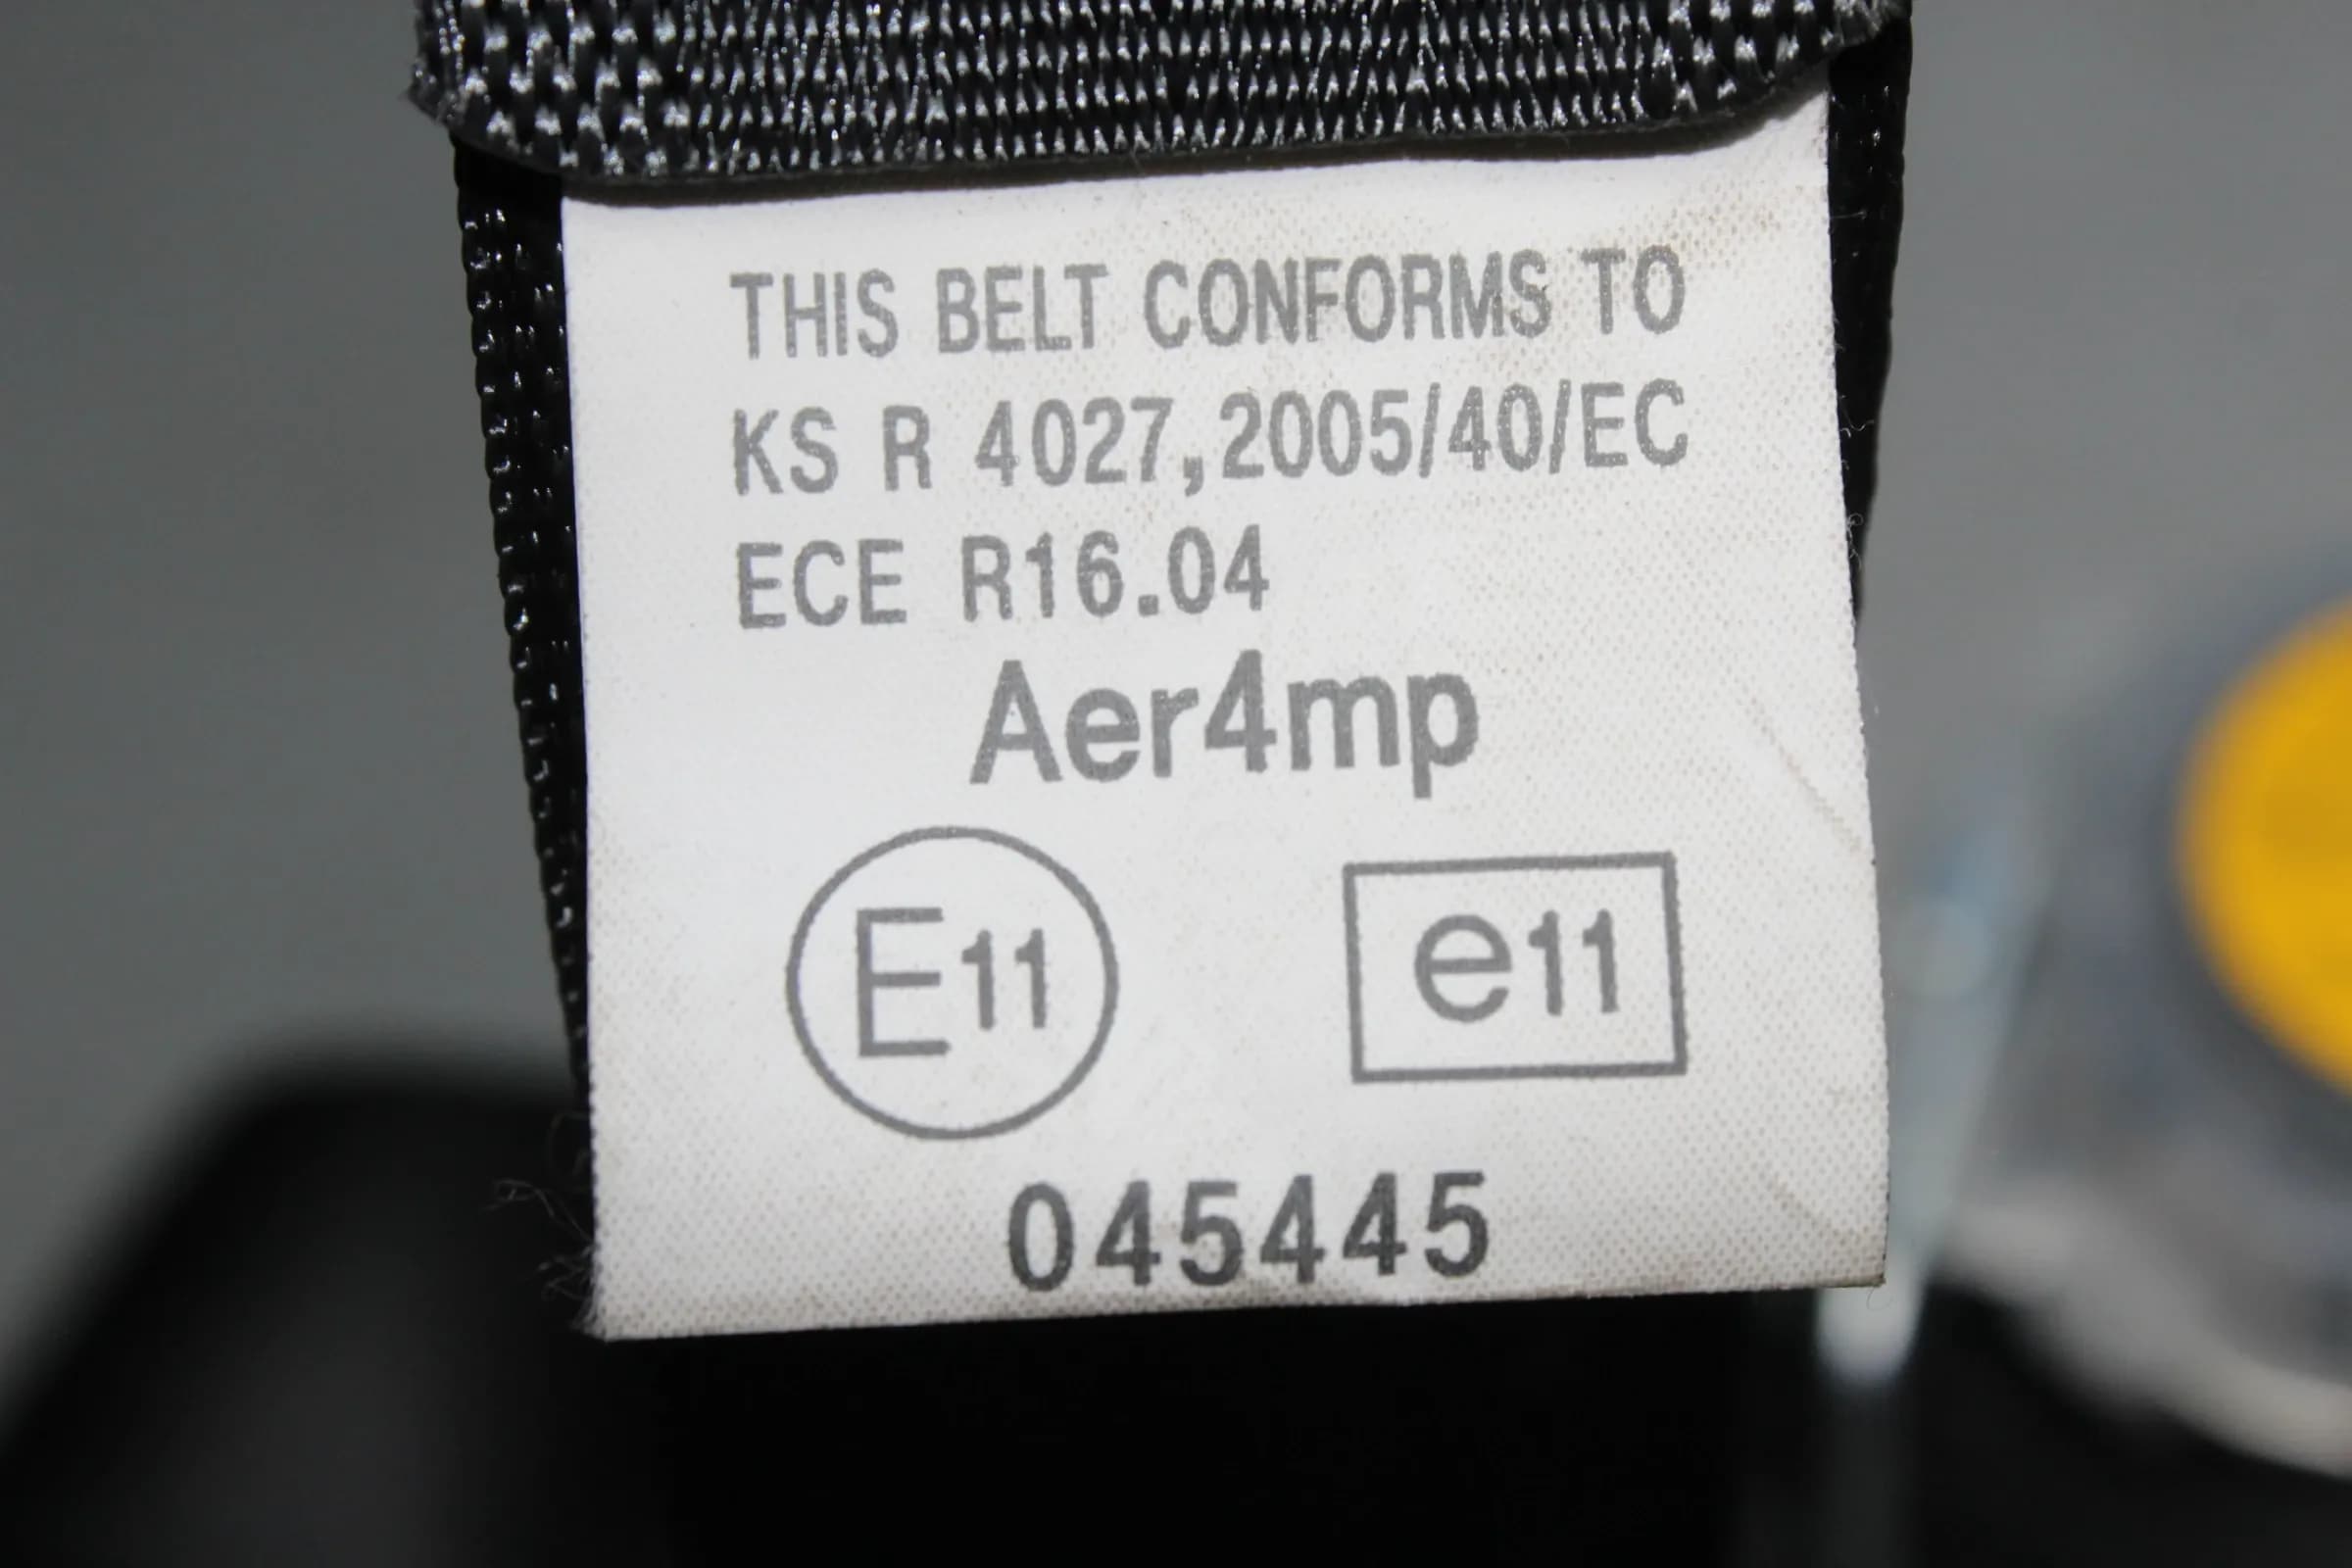 THIS BELT CONFORMS TO
KS R 4027,2005/40/EC
ECE R16.04
Aer4mp
E11 e11
045445